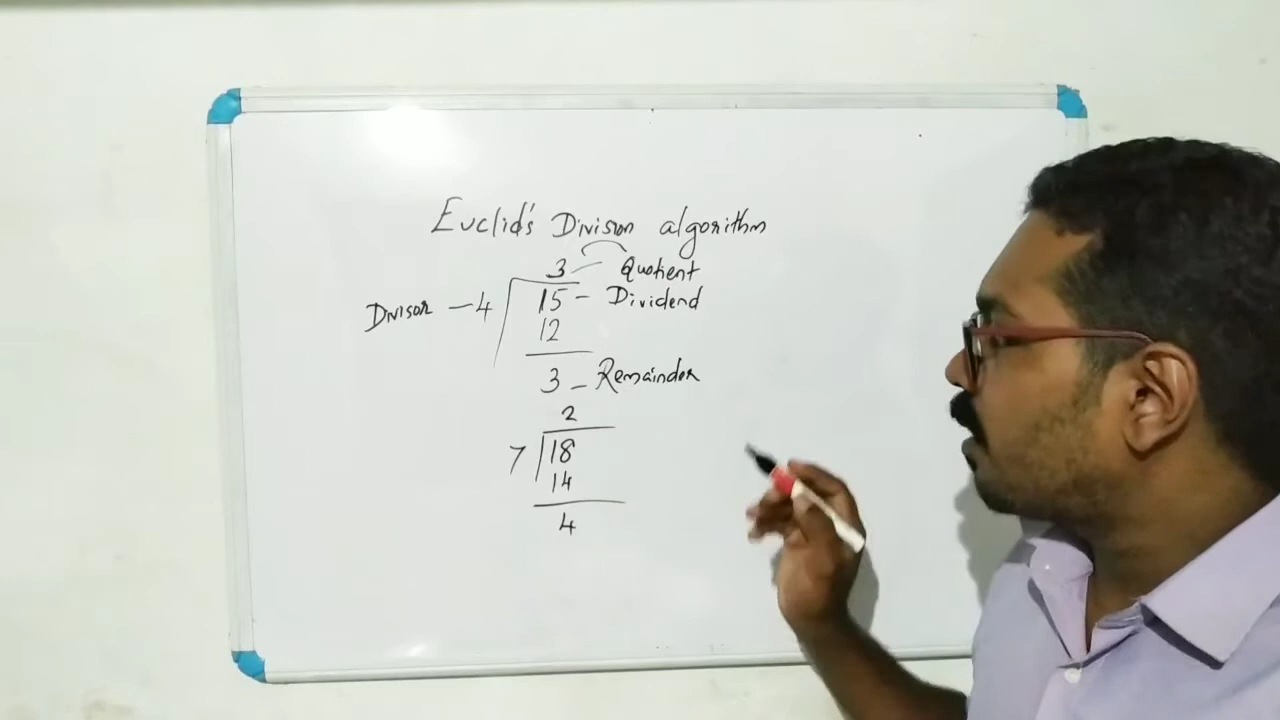 Euclid's Division algorithm
3 Quotient
Divisor - 4 15 - Dividend
12
3 - Remainder
2
7 18
14
4